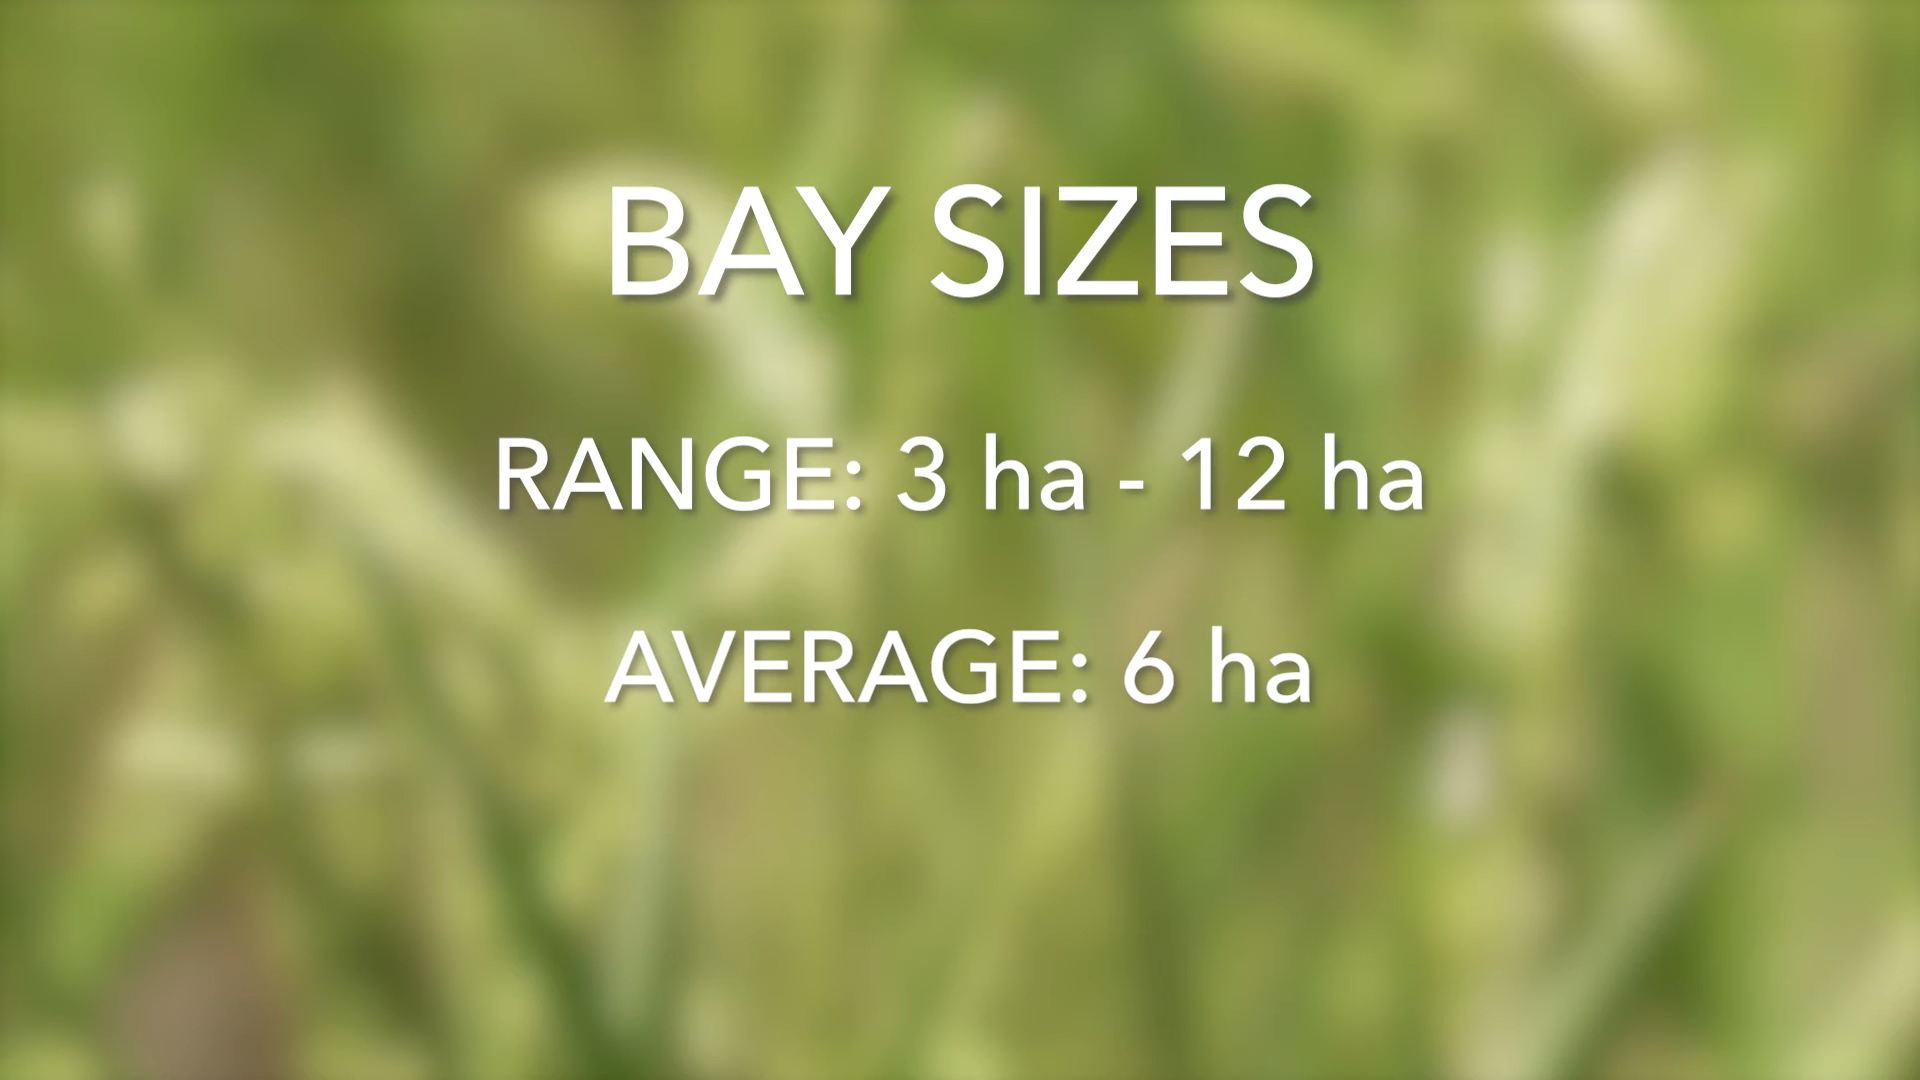 BAY SIZES
RANGE: 3 ha - 12 ha
AVERAGE: 6 ha